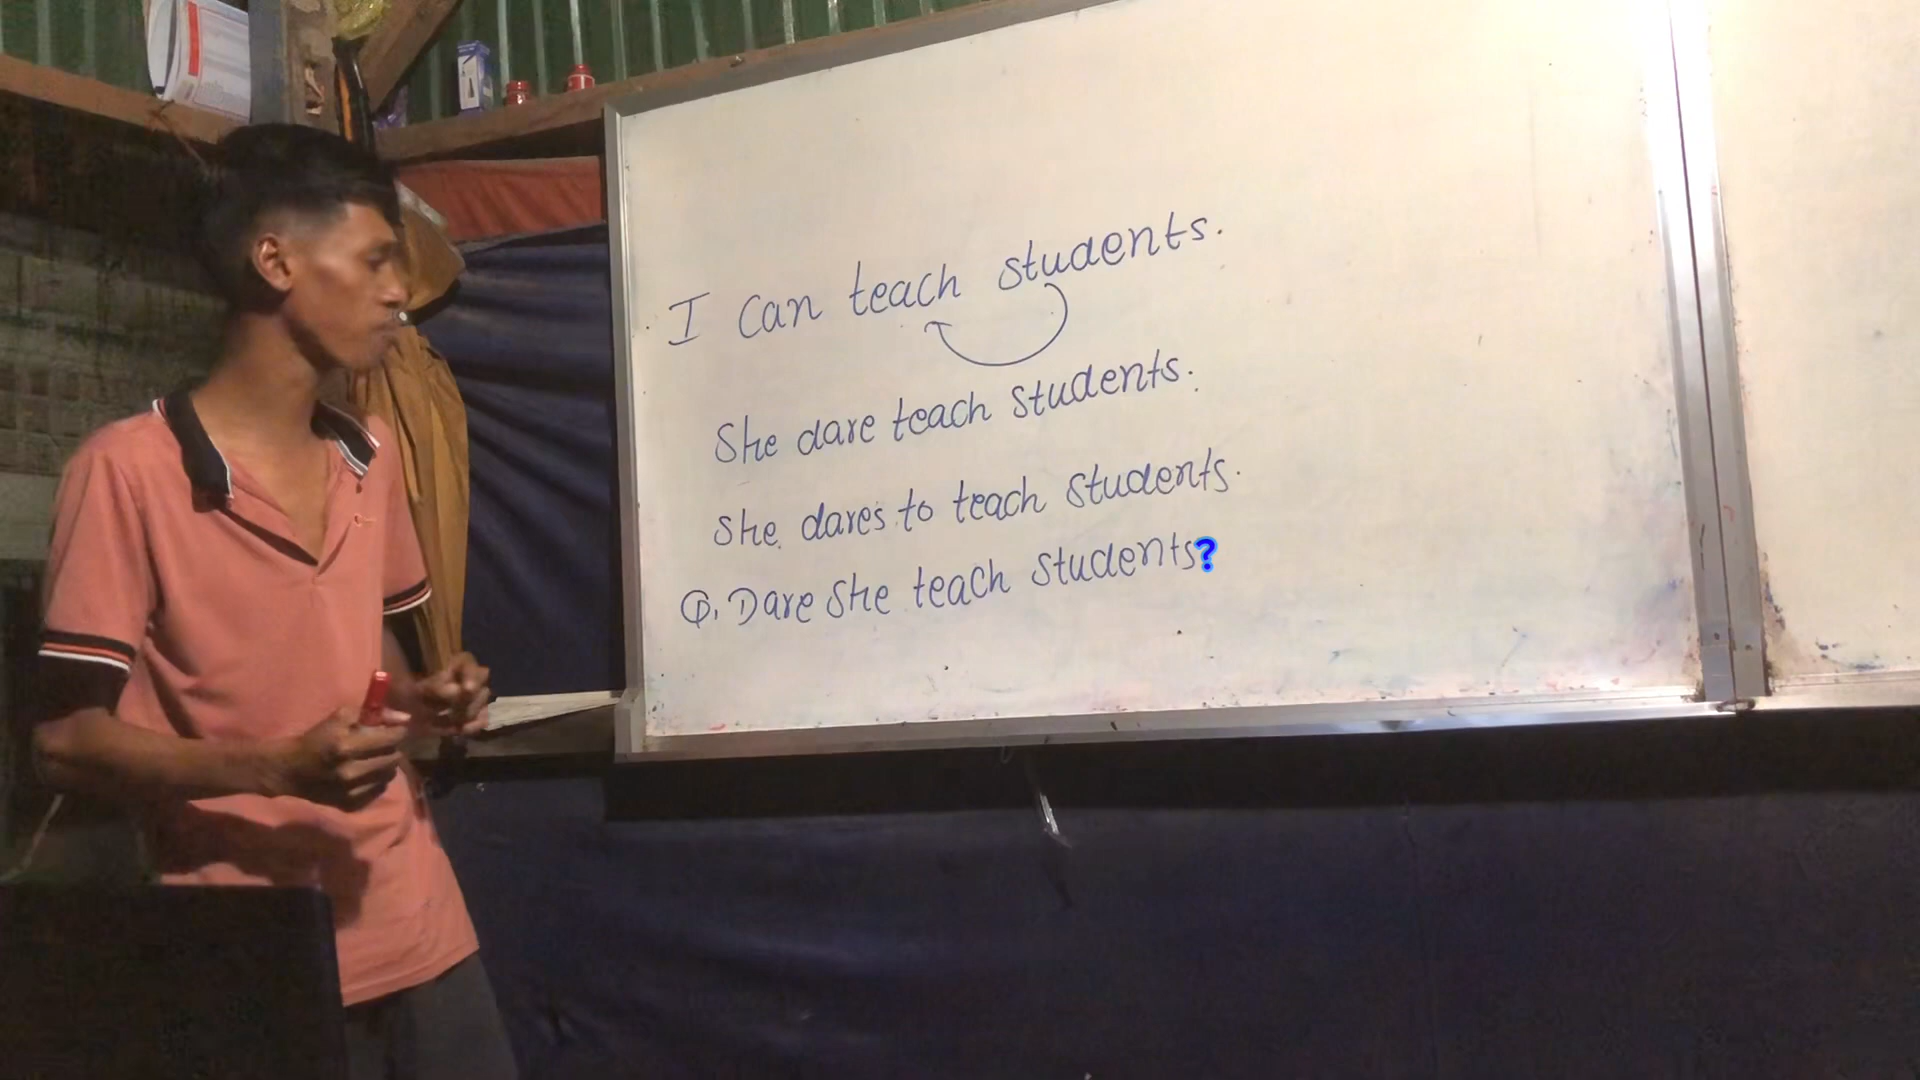 I Can teach students.
She dare teach students.
She dares to teach students.
Q. Dare She teach students?